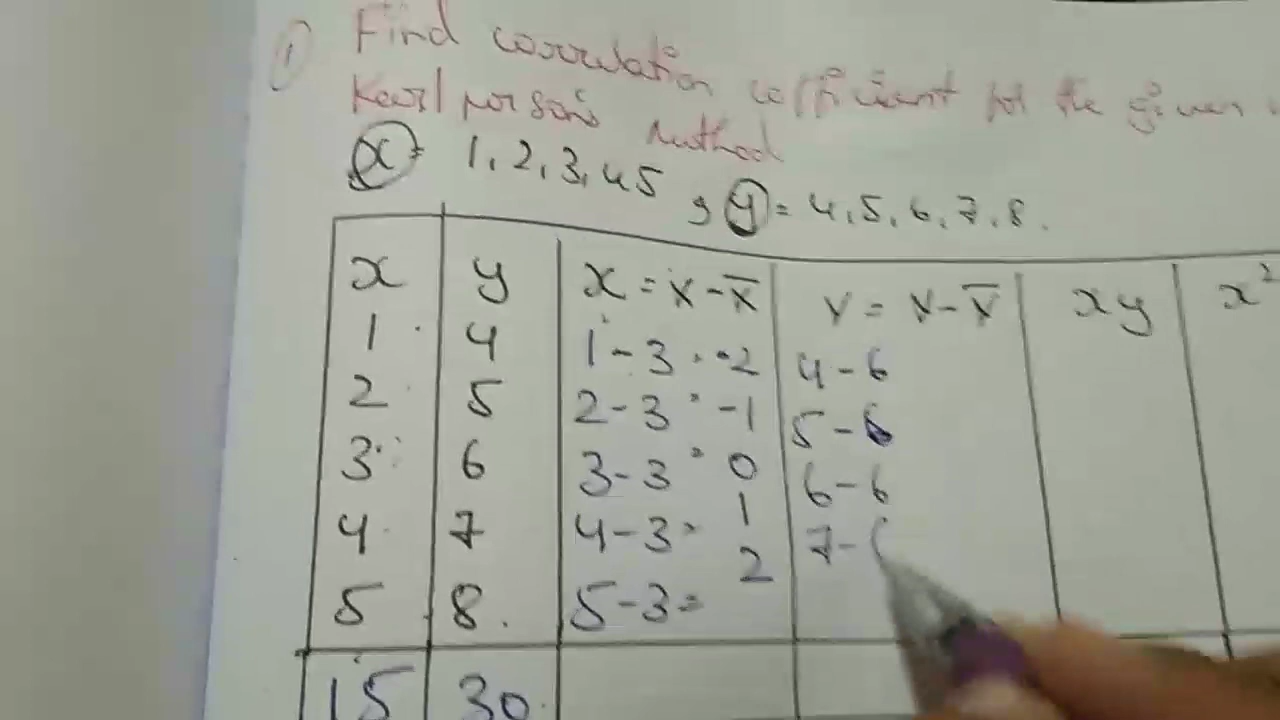 ① Find correlation coefficient for the given
Karl person's Method
x = 1, 2, 3, 4 5 , y = 4, 5, 6, 7, 8.
x y x = x - x̄ y = y - ȳ xy x²
1 4 1 - 3 = -2 4 - 6
2 5 2 - 3 = -1 5 - 6
3 6 3 - 3 = 0 6 - 6
4 7 4 - 3 = 1 7 -
5 8. 5 - 3 = 2
15 30